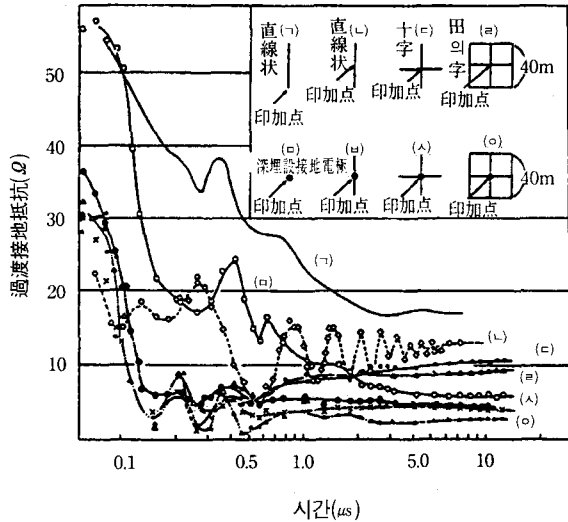 過渡接地抵抗(Ω)
50
40
30
20
10
0.1
0.5
1.0
5.0
10
시간(μs)
直線状
(ㄱ)
印加点
直線状
(ㄴ)
印加点
十字
(ㄷ)
印加点
田의字
(ㄹ)
印加点
40m
(ㅁ)
深埋設接地電極
印加点
(ㅂ)
印加点
(ㅅ)
印加点
(ㅇ)
印加点
40m
(ㄱ)
(ㅁ)
(ㄴ)
(ㄷ)
(ㄹ)
(ㅅ)
(ㅇ)